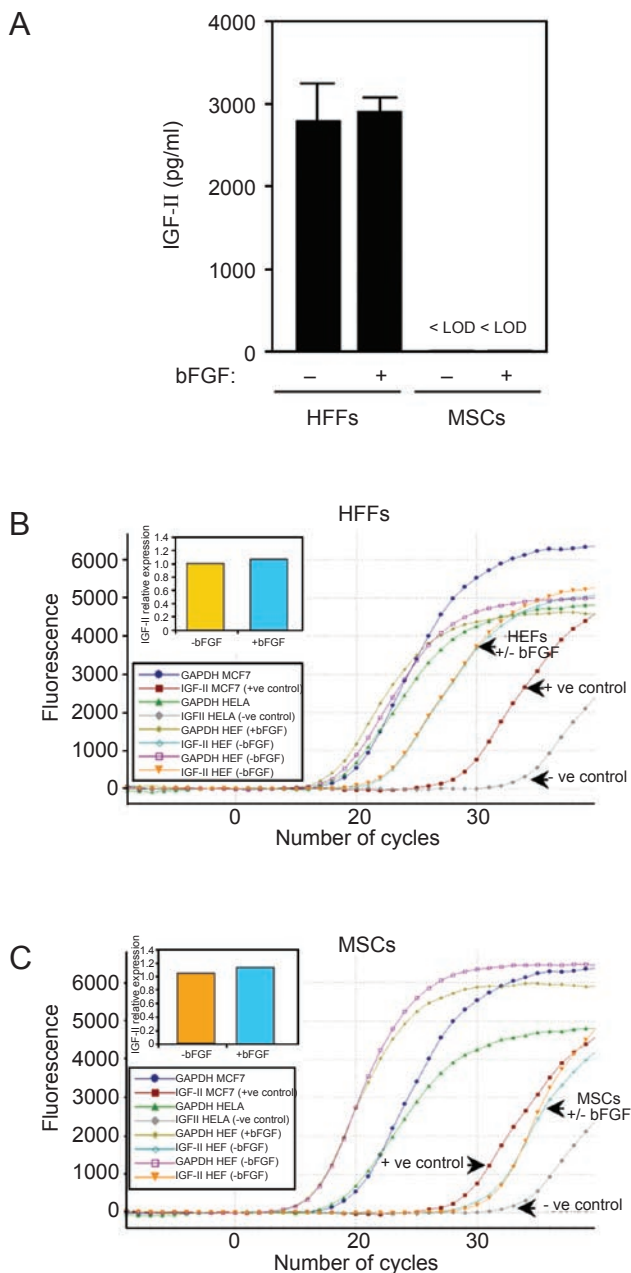 A
IGF-II (pg/ml)
4000
3000
2000
1000
0
< LOD < LOD
bFGF: – + – +
HFFs MSCs
B
HFFs
Fluorescence
6000
5000
4000
3000
2000
1000
0
IGF-II relative expression
1.4
1.2
1.0
0.8
0.6
0.4
0.2
0
-bFGF +bFGF
GAPDH MCF7
IGF-II MCF7 (+ve control)
GAPDH HELA
IGFII HELA (-ve control)
GAPDH HEF (+bFGF)
IGF-II HEF (-bFGF)
GAPDH HEF (-bFGF)
IGF-II HEF (-bFGF)
HEFs
+/- bFGF
+ ve control
- ve control
0 20 30
Number of cycles
C
MSCs
Fluorescence
6000
5000
4000
3000
2000
1000
0
IGF-II relative expression
1.4
1.2
1.0
0.8
0.6
0.4
0.2
0
-bFGF +bFGF
GAPDH MCF7
IGF-II MCF7 (+ve control)
GAPDH HELA
IGFII HELA (-ve control)
GAPDH HEF (+bFGF)
IGF-II HEF (-bFGF)
GAPDH HEF (-bFGF)
IGF-II HEF (-bFGF)
MSCs
+/- bFGF
+ ve control
- ve control
0 20 30
Number of cycles